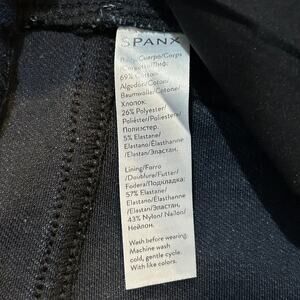 SPANX
Body/Cuerpo/Corps
69% Cotton/
Algodón/Coton/
Baumwolle/Cotone/
Хлопок.
26% Polyester/
Poliéster/Polyester/
Полиэстер.
5% Elastane/
Elastano/Élasthanne
/Elastan/Эластан.
Lining/Forro
/Doublure/Futter/
Fodera/Подкладка:
57% Elastane/
Elastano/Élasthanne
/Elastan/Эластан,
43% Nylon/ Nailon/
Нейлон.
Wash before wearing.
Machine wash
cold, gentle cycle.
With like colors.